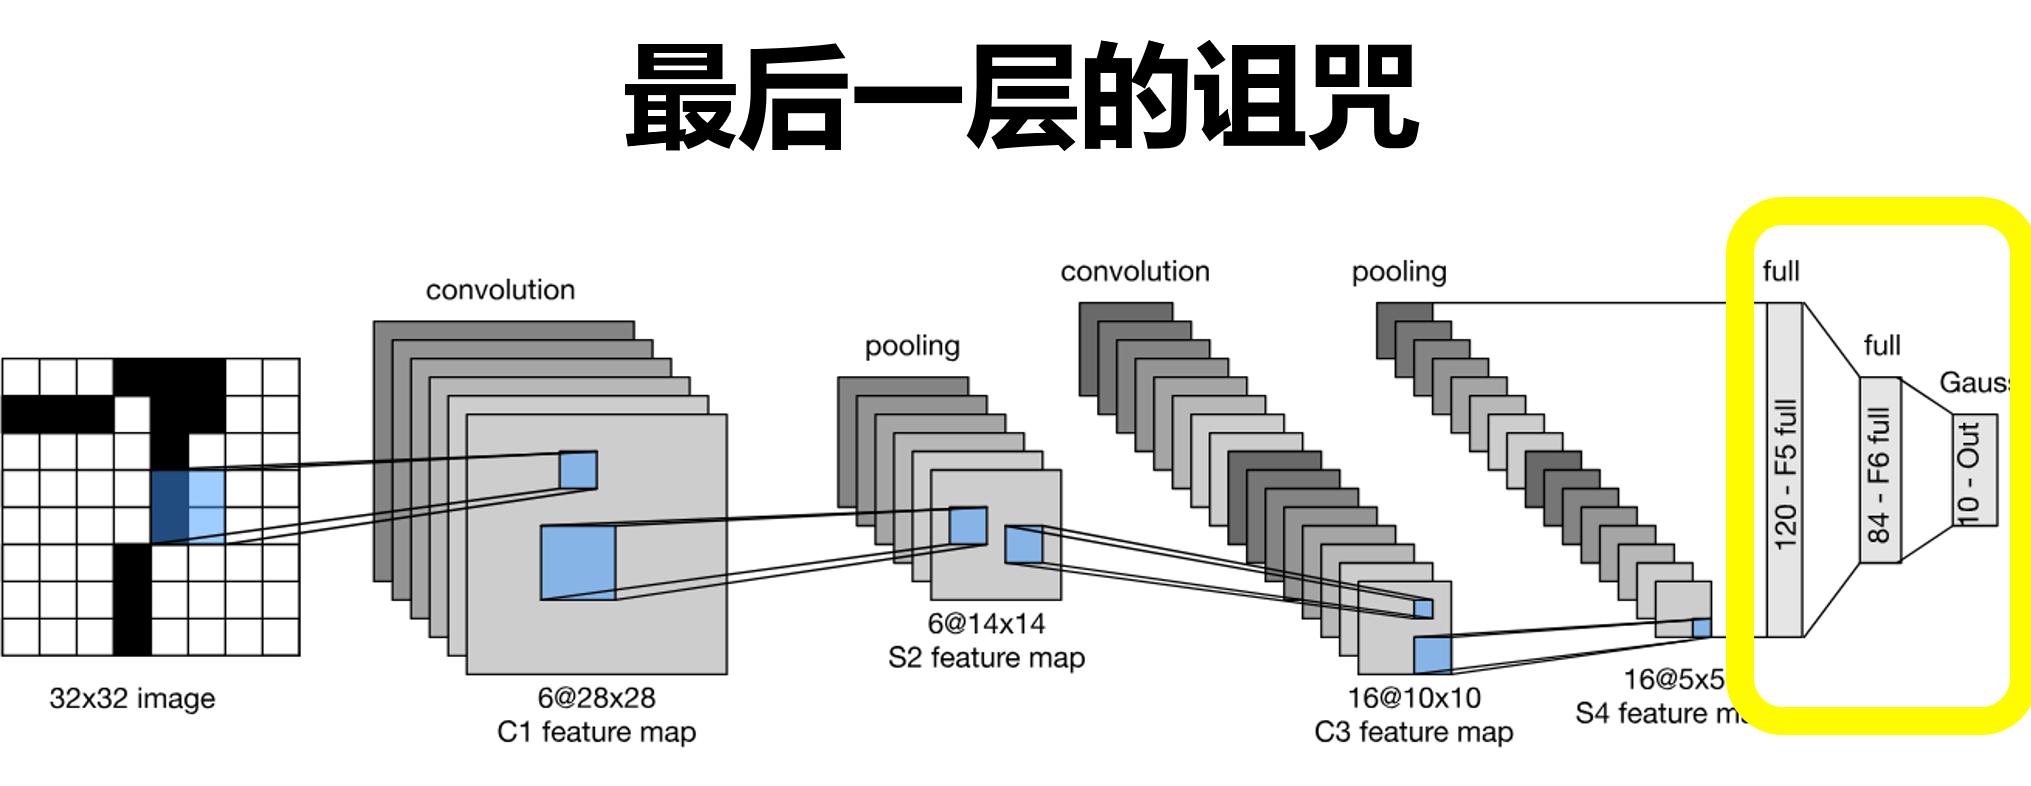 最后一层的诅咒
convolution
pooling
convolution
pooling
full
full
Gauss
120 - F5 full
84 - F6 full
10 - Out
32x32 image
6@28x28
C1 feature map
6@14x14
S2 feature map
16@10x10
C3 feature map
16@5x5
S4 feature